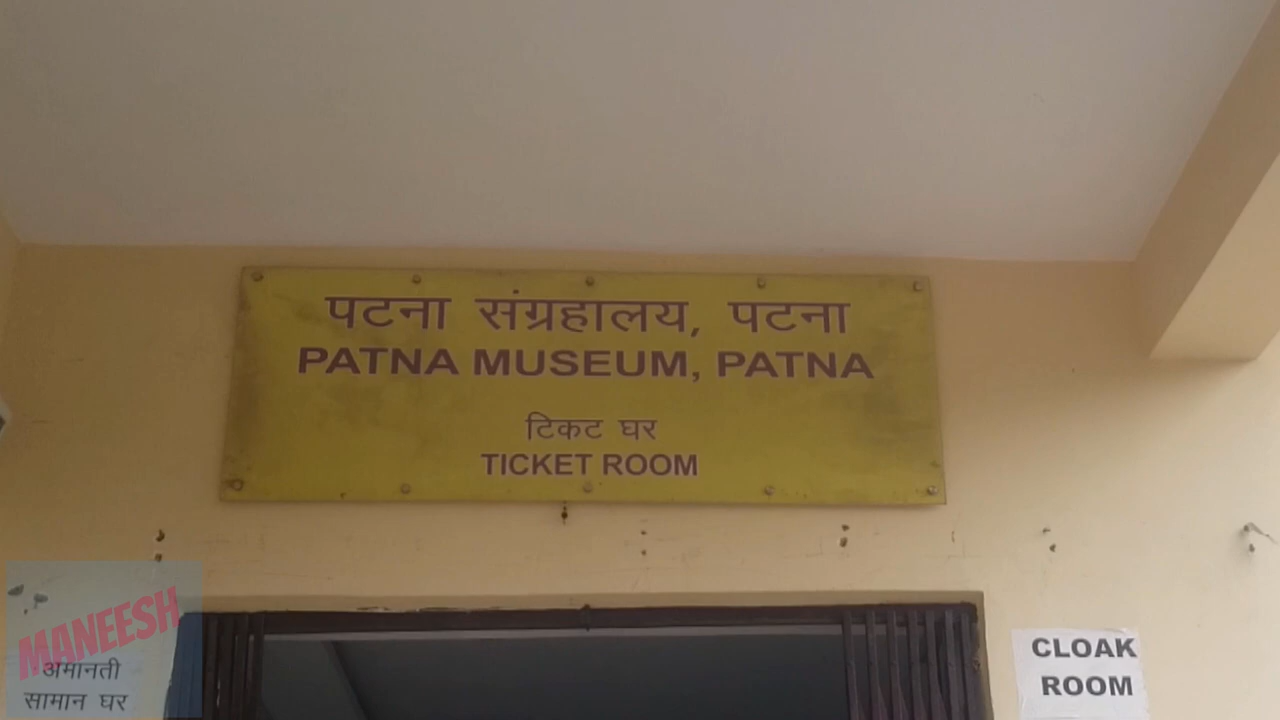 पटना संग्रहालय, पटना
PATNA MUSEUM, PATNA
टिकट घर
TICKET ROOM
MANEESH
अमानती
सामान घर
CLOAK
ROOM